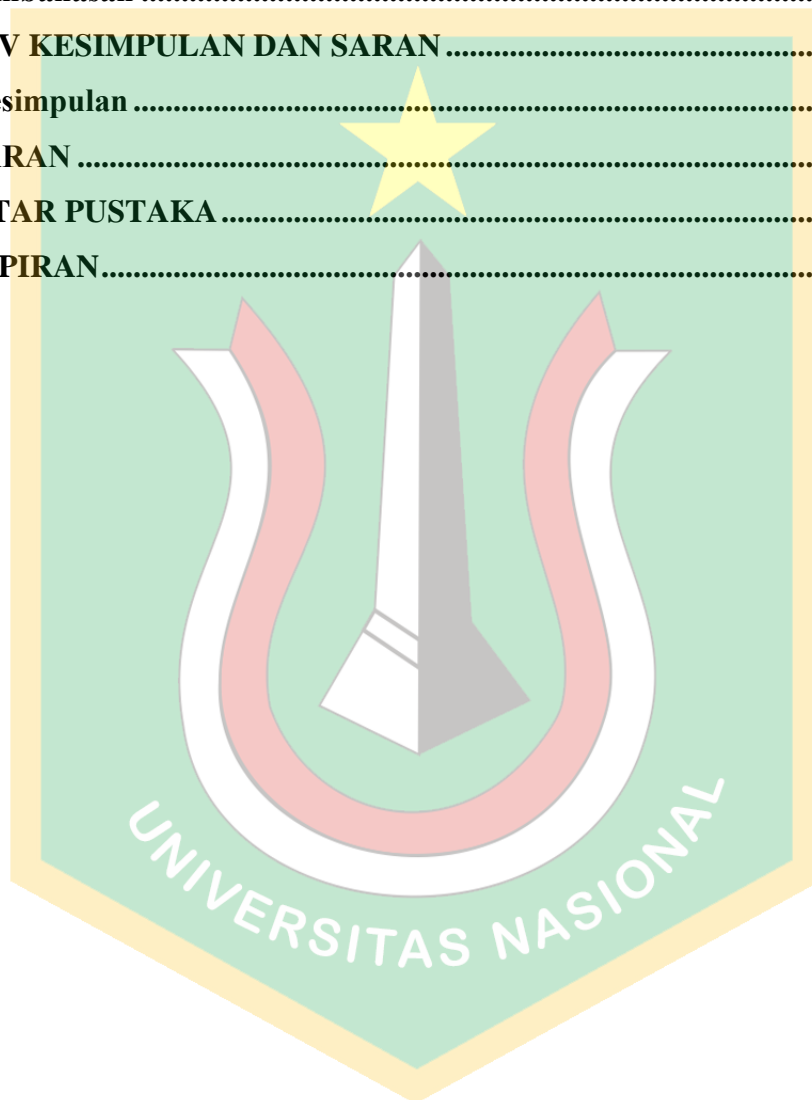 V KESIMPULAN DAN SARAN ........................................................
esimpulan ........................................................................................................
RAN ................................................................................................................
TAR PUSTAKA ..........................................................................................
PIRAN ............................................................................................................
UNIVERSITAS NASIONAL